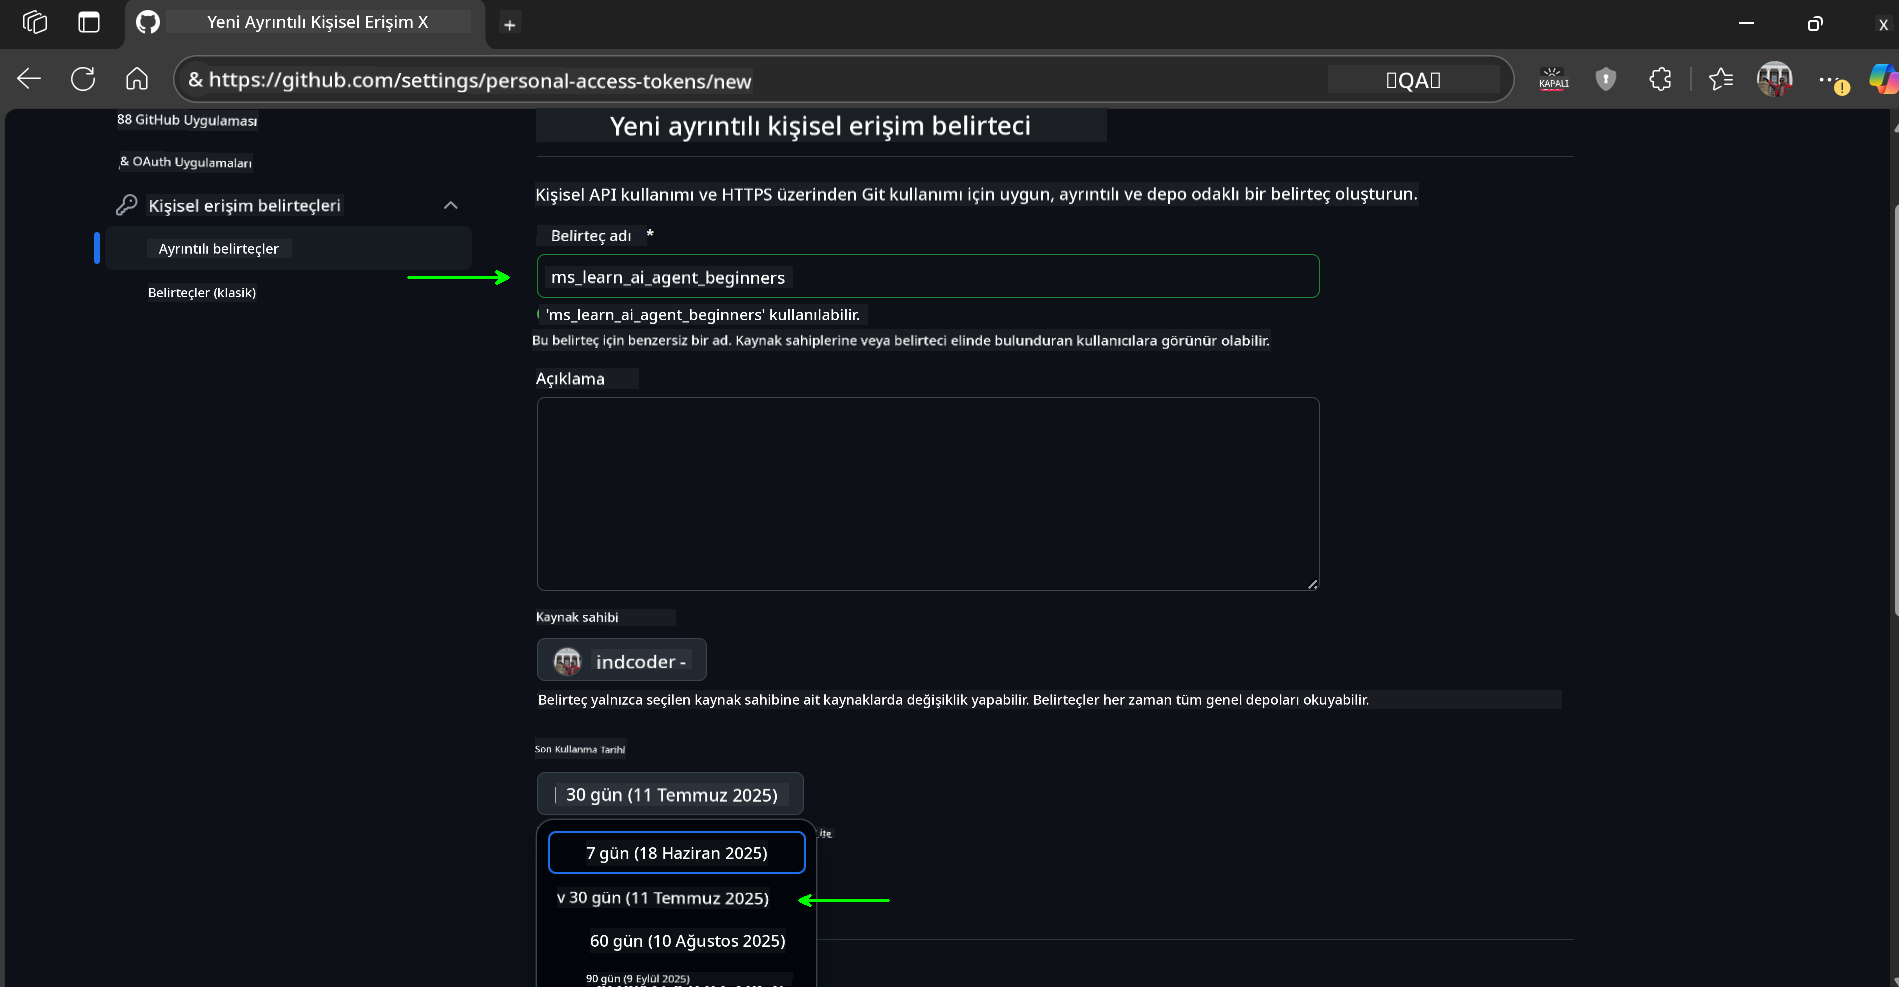 Yeni Ayrıntılı Kişisel Erişim X
+
X
& https://github.com/settings/personal-access-tokens/new
QA
KAPALI
88 GitHub Uygulaması
& OAuth Uygulamaları
Kişisel erişim belirteçleri
Ayrıntılı belirteçler
Belirteçler (klasik)
Yeni ayrıntılı kişisel erişim belirteci
Kişisel API kullanımı ve HTTPS üzerinden Git kullanımı için uygun, ayrıntılı ve depo odaklı bir belirteç oluşturun.
Belirteç adı *
ms_learn_ai_agent_beginners
'ms_learn_ai_agent_beginners' kullanılabilir.
Bu belirteç için benzersiz bir ad. Kaynak sahiplerine veya belirteci elinde bulunduran kullanıcılara görünür olabilir.
Açıklama
Kaynak sahibi
indcoder -
Belirteç yalnızca seçilen kaynak sahibine ait kaynaklarda değişiklik yapabilir. Belirteçler her zaman tüm genel depoları okuyabilir.
Son Kullanma Tarihi
| 30 gün (11 Temmuz 2025)
7 gün (18 Haziran 2025)
v 30 gün (11 Temmuz 2025)
60 gün (10 Ağustos 2025)
90 gün (9 Eylül 2025)